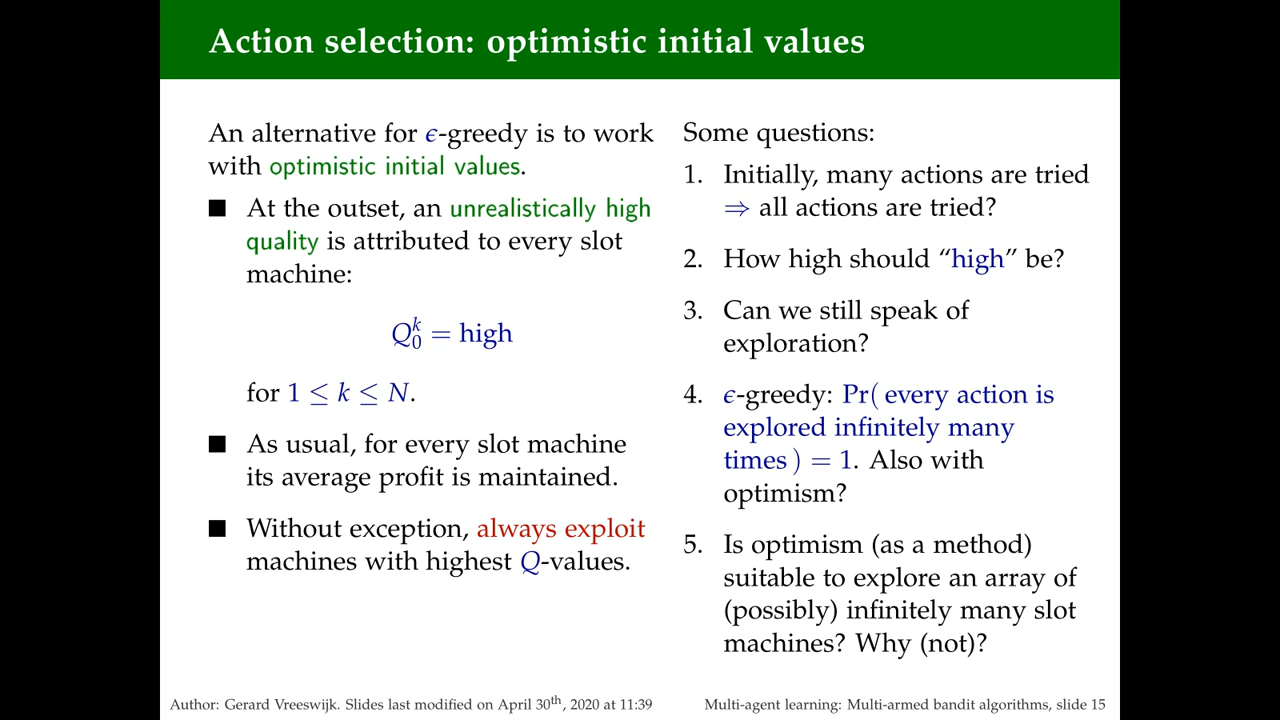 Action selection: optimistic initial values
An alternative for ϵ-greedy is to work
with optimistic initial values.
■ At the outset, an unrealistically high
quality is attributed to every slot
machine:
Q₀ᵏ = high
for 1 ≤ k ≤ N.
■ As usual, for every slot machine
its average profit is maintained.
■ Without exception, always exploit
machines with highest Q-values.
Some questions:
1. Initially, many actions are tried
⇒ all actions are tried?
2. How high should “high” be?
3. Can we still speak of
exploration?
4. ϵ-greedy: Pr( every action is
explored infinitely many
times ) = 1. Also with
optimism?
5. Is optimism (as a method)
suitable to explore an array of
(possibly) infinitely many slot
machines? Why (not)?
Author: Gerard Vreeswijk. Slides last modified on April 30th, 2020 at 11:39
Multi-agent learning: Multi-armed bandit algorithms, slide 15